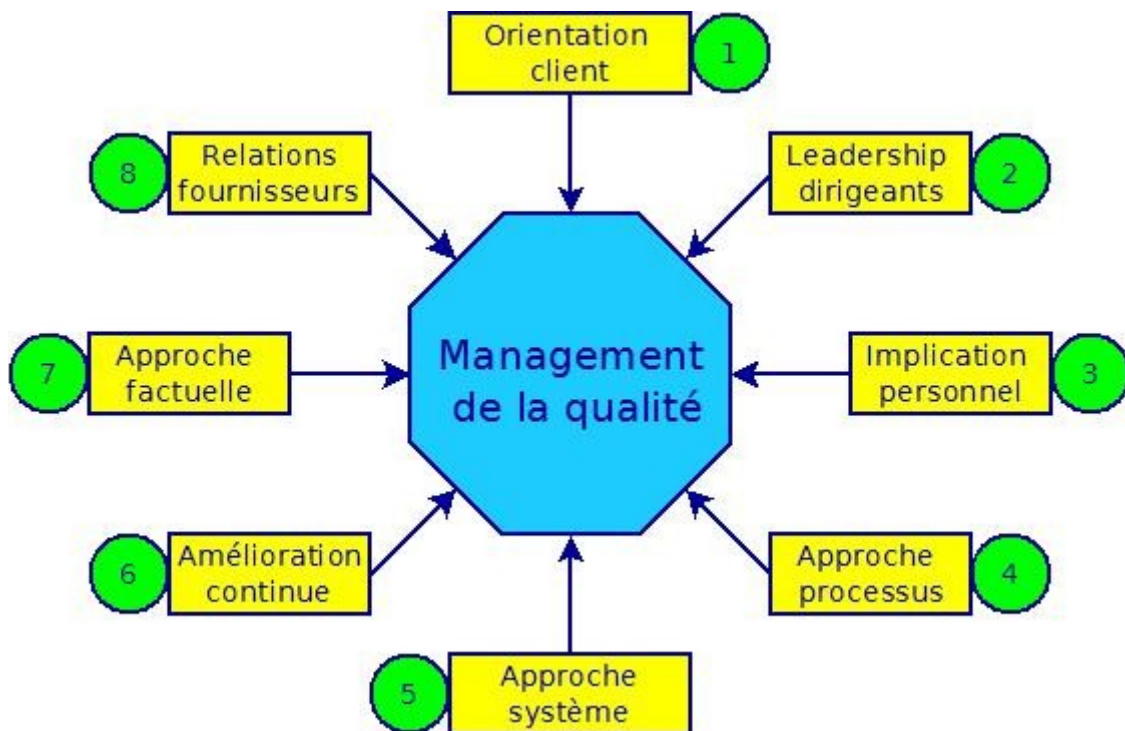 Orientation
client
1
Leadership
dirigeants
2
Implication
personnel
3
Approche
processus
4
Approche
système
5
Amélioration
continue
6
Approche
factuelle
7
Relations
fournisseurs
8
Management
de la qualité